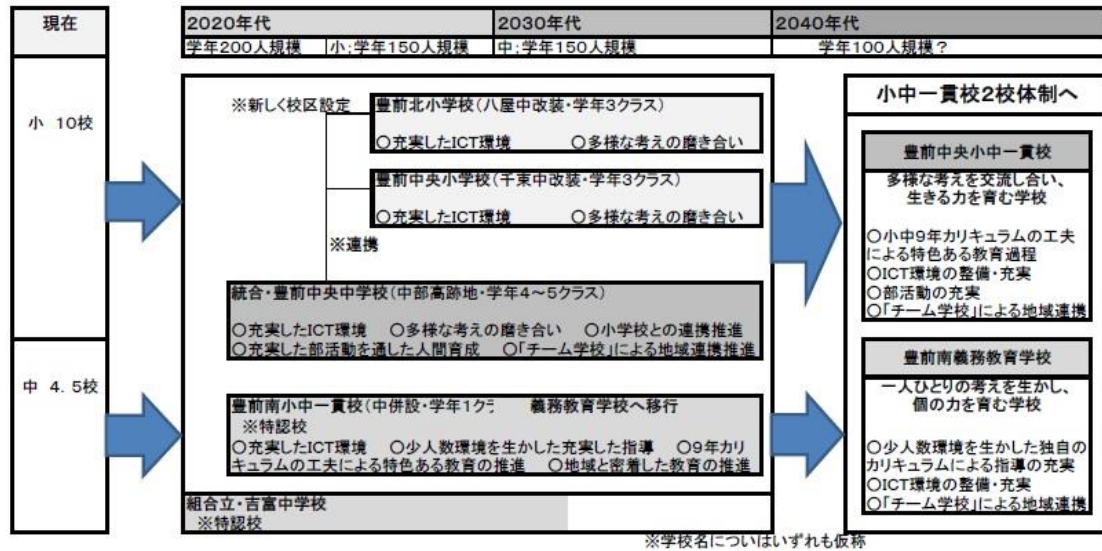 現在
小 10校
中 4.5校
2020年代
2030年代
2040年代
学年200人規模
小;学年150人規模
中;学年150人規模
学年100人規模?
※新しく校区設定
豊前北小学校(八屋中改装・学年3クラス)
○充実したICT環境 ○多様な考えの磨き合い
豊前中央小学校(千束中改装・学年3クラス)
○充実したICT環境 ○多様な考えの磨き合い
※連携
統合・豊前中央中学校(中部高跡地・学年4~5クラス)
○充実したICT環境 ○多様な考えの磨き合い ○小学校との連携推進
○充実した部活動を通した人間育成 ○「チーム学校」による地域連携推進
豊前南小中一貫校(中併設・学年1クラ 義務教育学校へ移行
※特認校
○充実したICT環境 ○少人数環境を生かした充実した指導 ○9年カリ
キュラムの工夫による特色ある教育の推進 ○地域と密着した教育の推進
組合立・吉富中学校
※特認校
小中一貫校2校体制へ
豊前中央小中一貫校
多様な考えを交流し合い、
生きる力を育む学校
○小中9年カリキュラムの工夫
による特色ある教育過程
○ICT環境の整備・充実
○部活動の充実
○「チーム学校」による地域連携
豊前南義務教育学校
一人ひとりの考えを生かし、
個の力を育む学校
○少人数環境を生かした独自の
カリキュラムによる指導の充実
○ICT環境の整備・充実
○「チーム学校」による地域連携
※学校名についはいずれも仮称